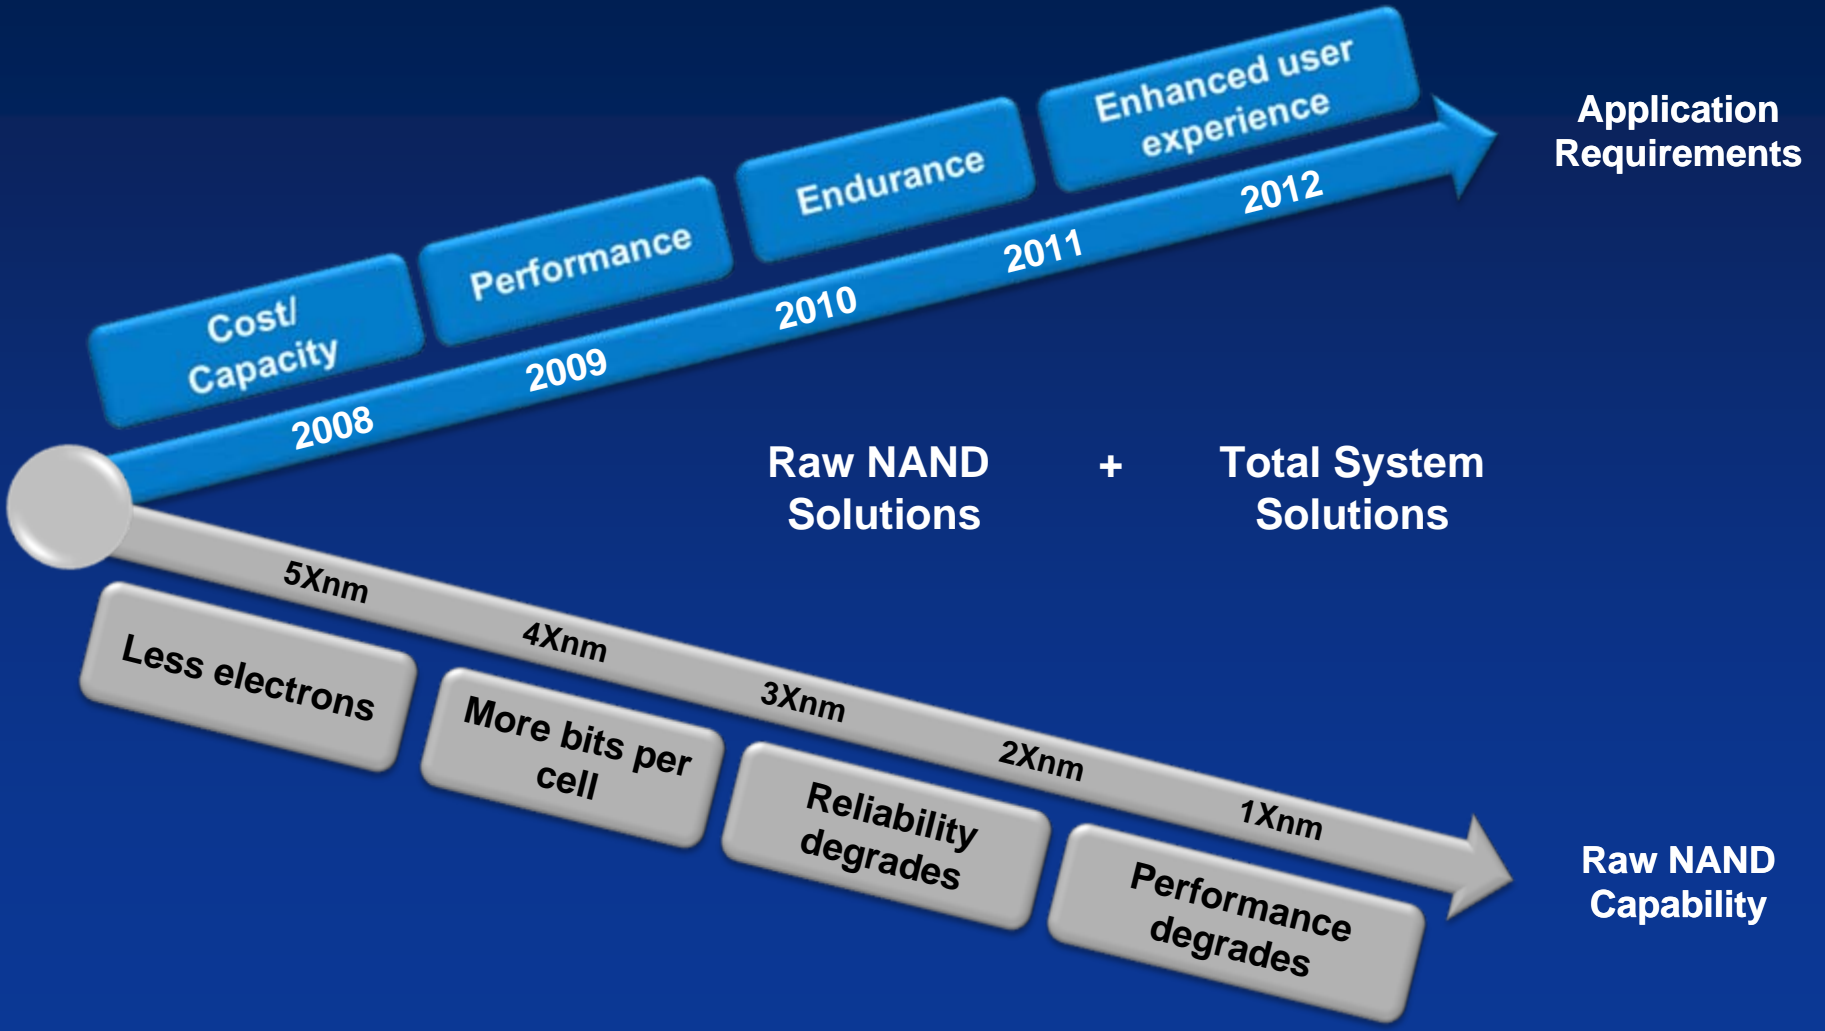 Cost/
Capacity
Performance
Endurance
Enhanced user
experience
2008
2009
2010
2011
2012
Application
Requirements
Raw NAND
Solutions
+
Total System
Solutions
5Xnm
4Xnm
3Xnm
2Xnm
1Xnm
Less electrons
More bits per
cell
Reliability
degrades
Performance
degrades
Raw NAND
Capability